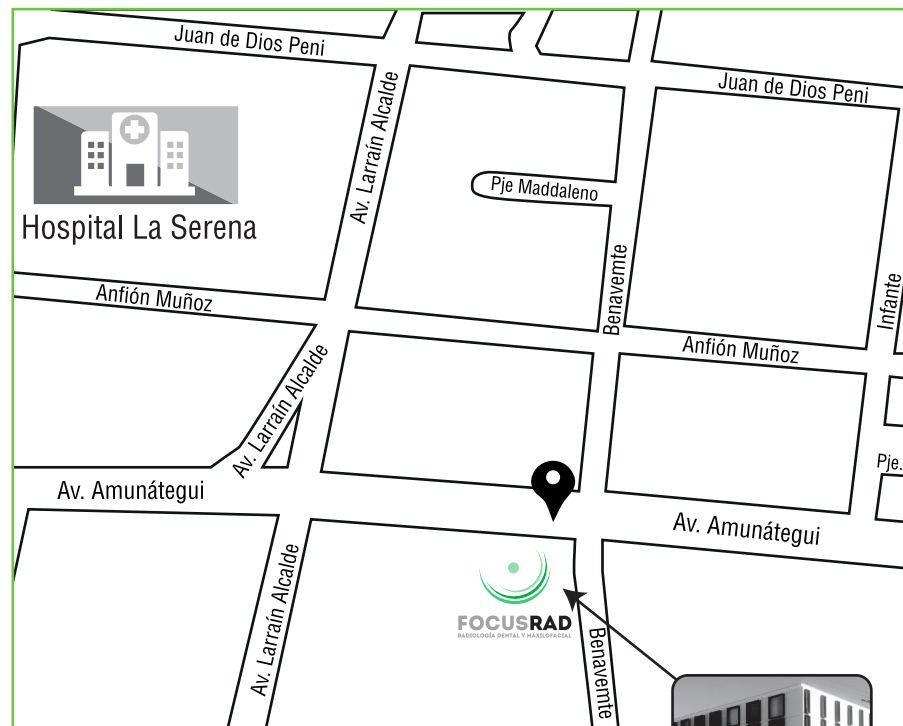 Juan de Dios Peni
Juan de Dios Peni
Av. Larraín Alcalde
Pje Maddaleno
Hospital La Serena
Benavemte
Infante
Anfión Muñoz
Anfión Muñoz
Av. Larraín Alcalde
Pje.
Av. Amunátegui
Av. Amunátegui
Av. Larraín Alcalde
FOCUSRAD
RADIOLOGÍA DENTAL Y MAXILOFACIAL
Benavemte